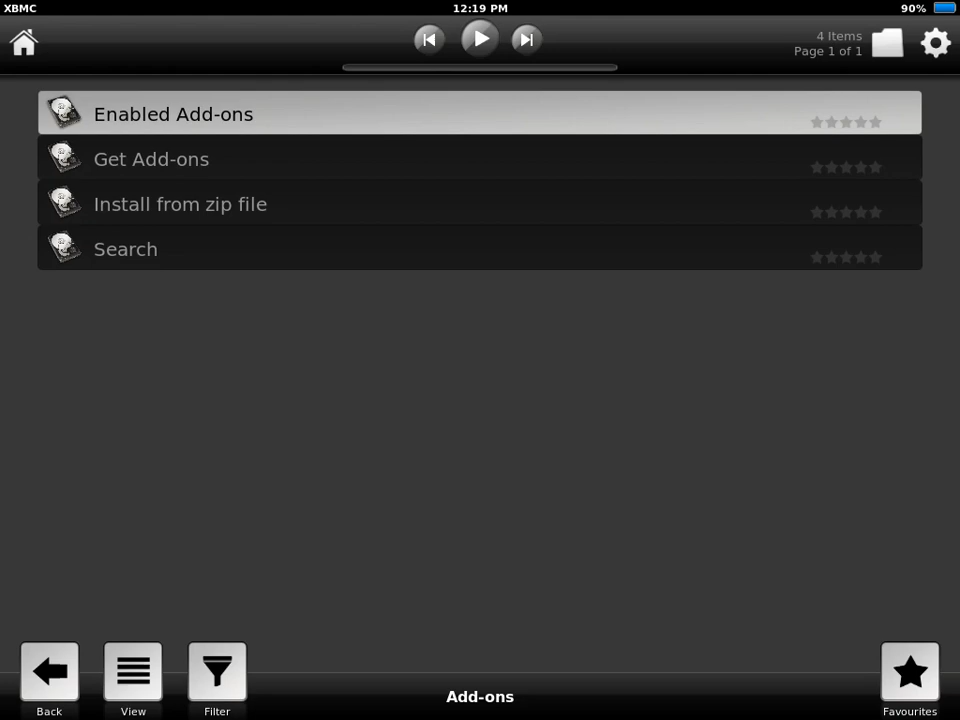 XBMC
12:19 PM
90%
4 Items
Page 1 of 1
Enabled Add-ons
Get Add-ons
Install from zip file
Search
Back
View
Filter
Add-ons
Favourites